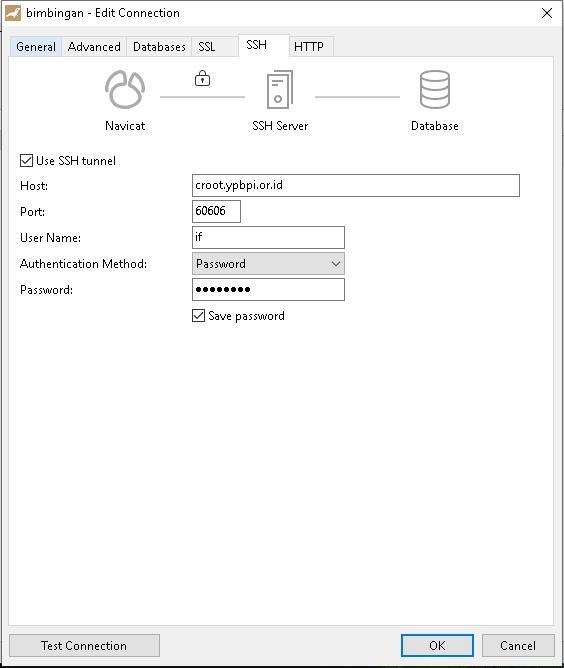 bimbingan - Edit Connection
General Advanced Databases SSL SSH HTTP
Navicat SSH Server Database
Use SSH tunnel
Host: croot.ypbpi.or.id
Port: 60606
User Name: if
Authentication Method: Password
Password: ●●●●●●●●
Save password
Test Connection OK Cancel